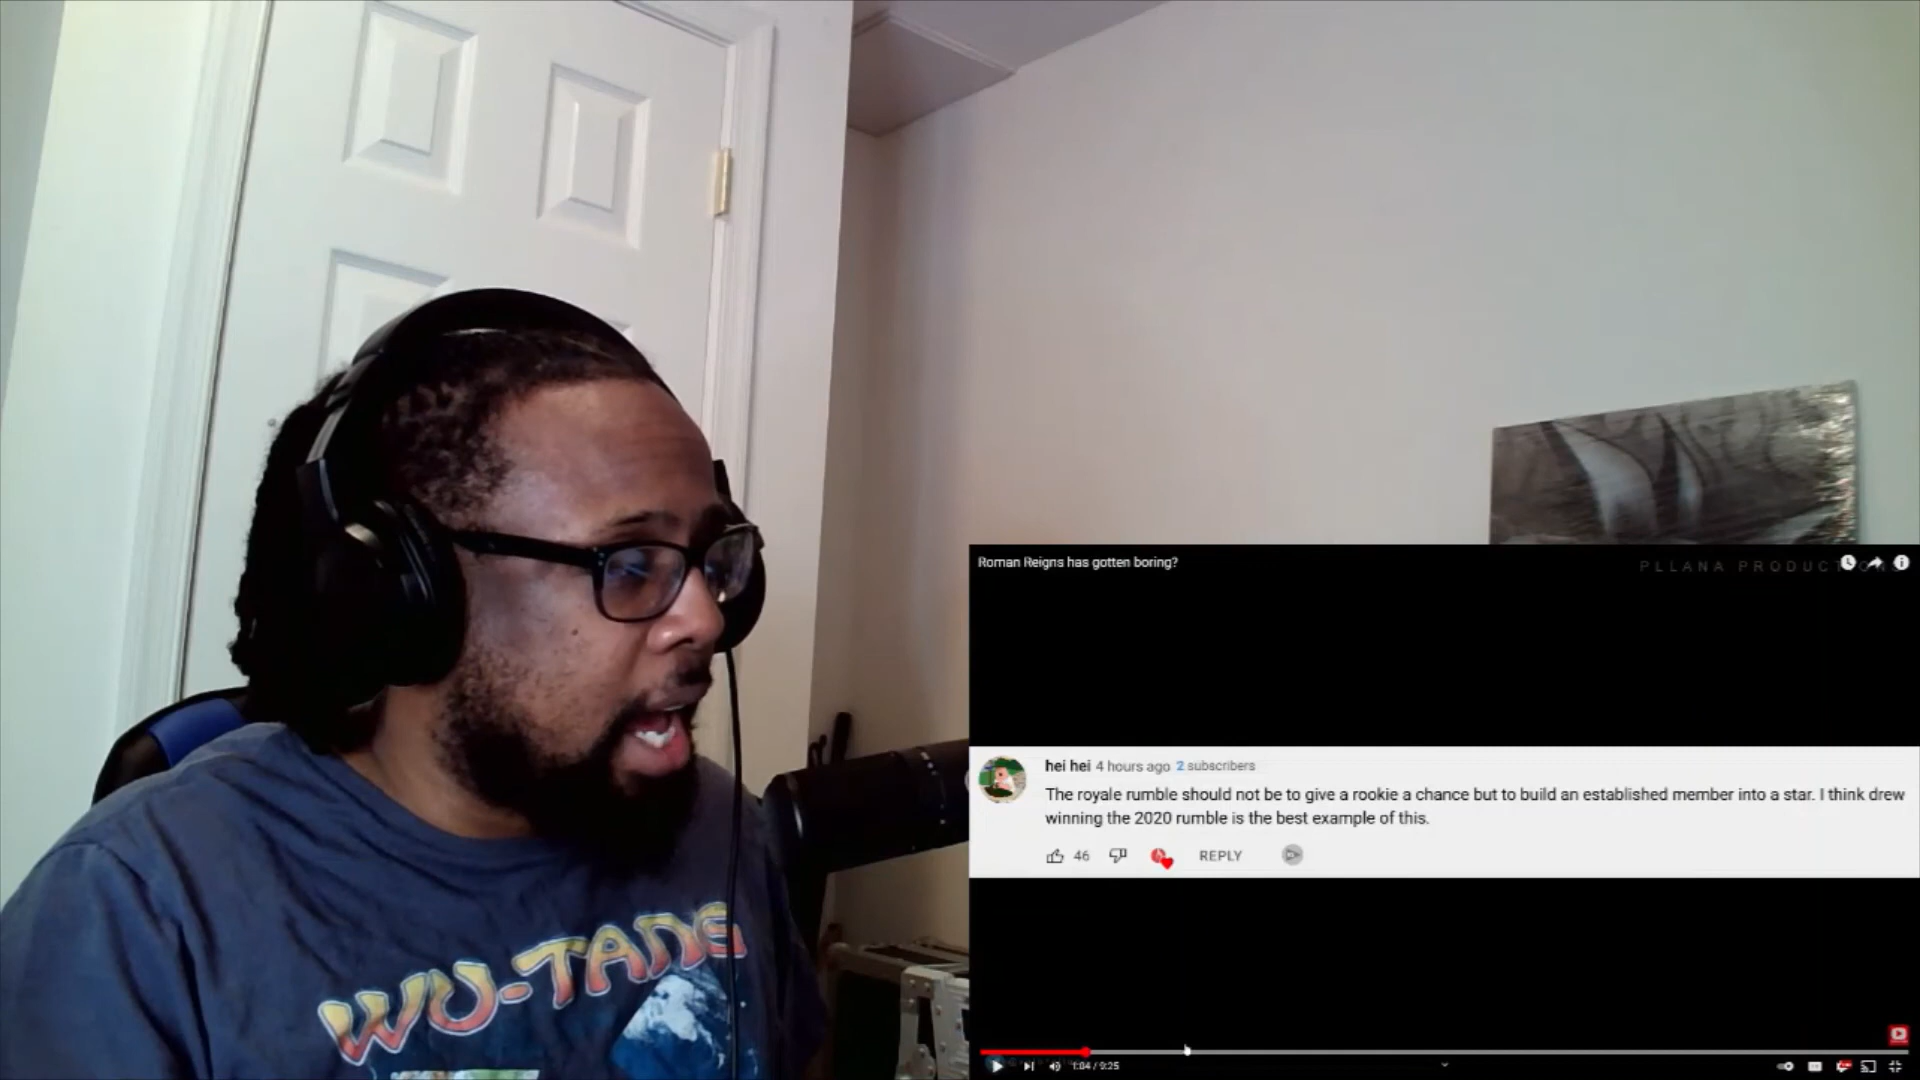 Roman Reigns has gotten boring?
PLLANA PRODUCTIONS
hei hei 4 hours ago 2 subscribers
The royale rumble should not be to give a rookie a chance but to build an established member into a star. I think drew
winning the 2020 rumble is the best example of this.
46 REPLY
1:04 / 9:25
WU-TANG